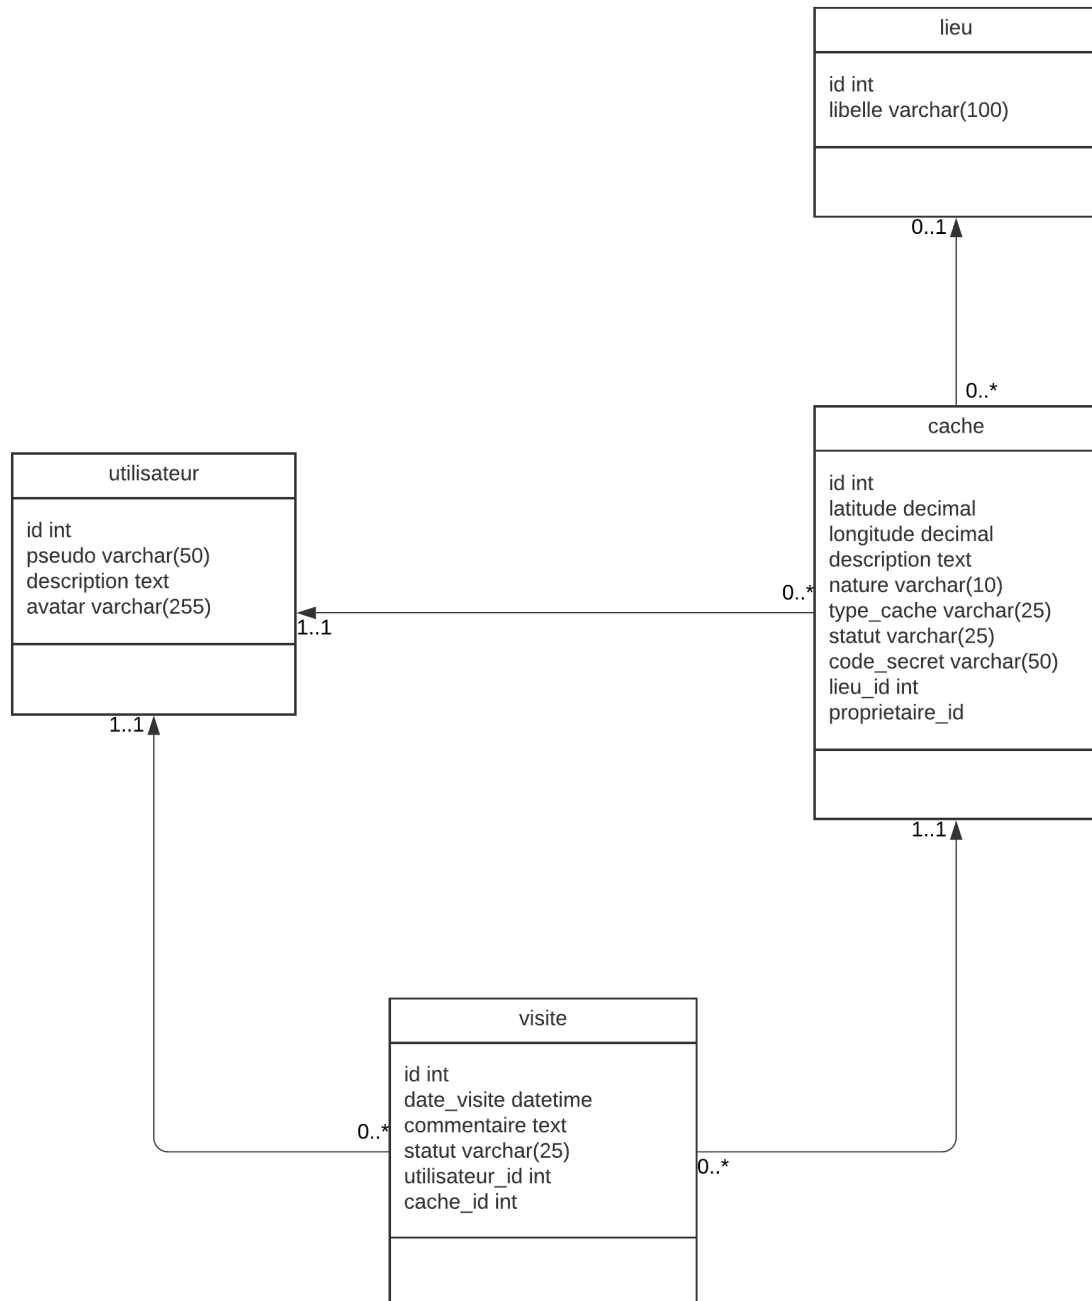 lieu
id int
libelle varchar(100)
0..1
0..*
cache
id int
latitude decimal
longitude decimal
description text
nature varchar(10)
type_cache varchar(25)
statut varchar(25)
code_secret varchar(50)
lieu_id int
proprietaire_id
utilisateur
id int
pseudo varchar(50)
description text
avatar varchar(255)
0..*
1..1
1..1
1..1
visite
id int
date_visite datetime
commentaire text
statut varchar(25)
utilisateur_id int
cache_id int
0..*
0..*